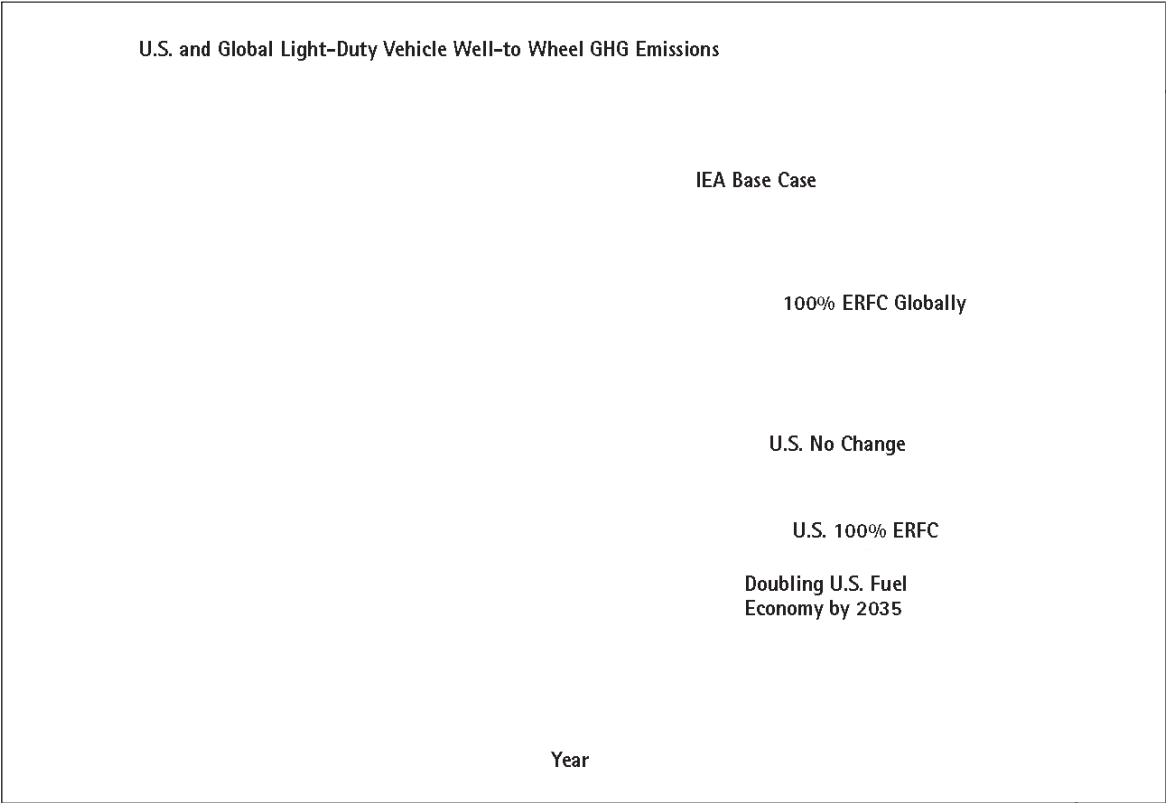 U.S. and Global Light-Duty Vehicle Well-to Wheel GHG Emissions
IEA Base Case
100% ERFC Globally
U.S. No Change
U.S. 100% ERFC
Doubling U.S. Fuel
Economy by 2035
Year